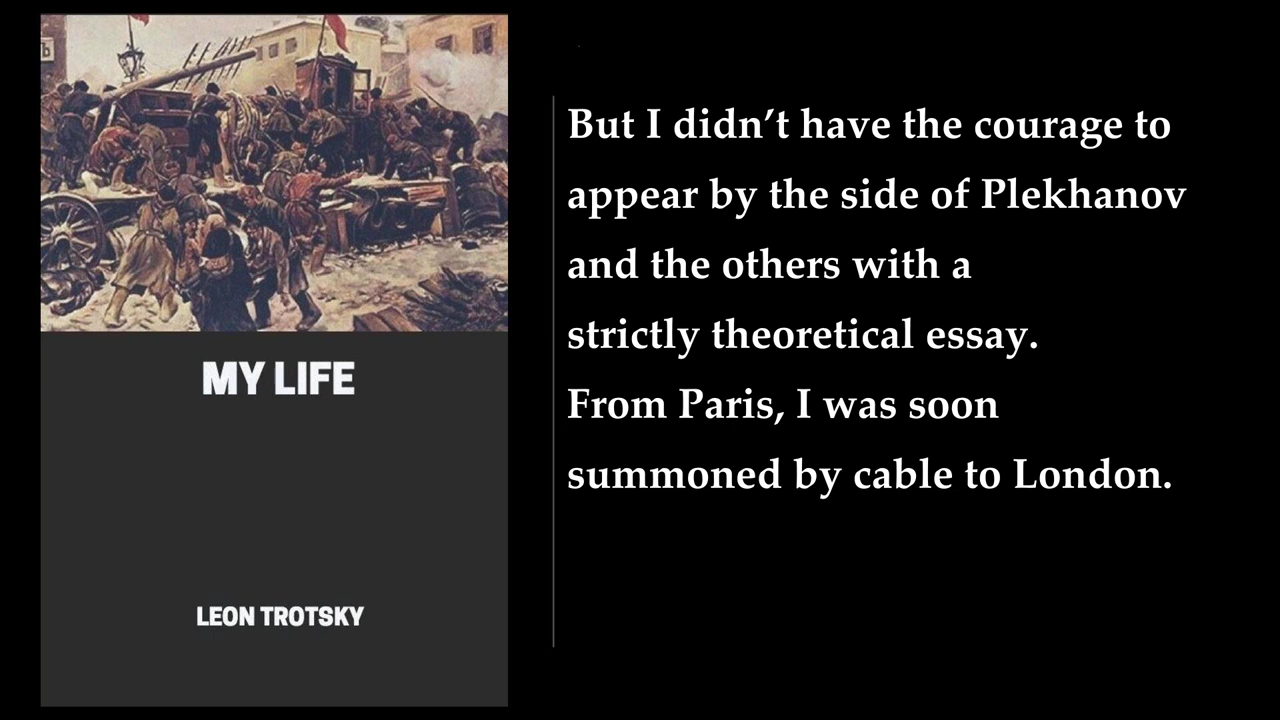 MY LIFE
LEON TROTSKY
But I didn’t have the courage to
appear by the side of Plekhanov
and the others with a
strictly theoretical essay.
From Paris, I was soon
summoned by cable to London.